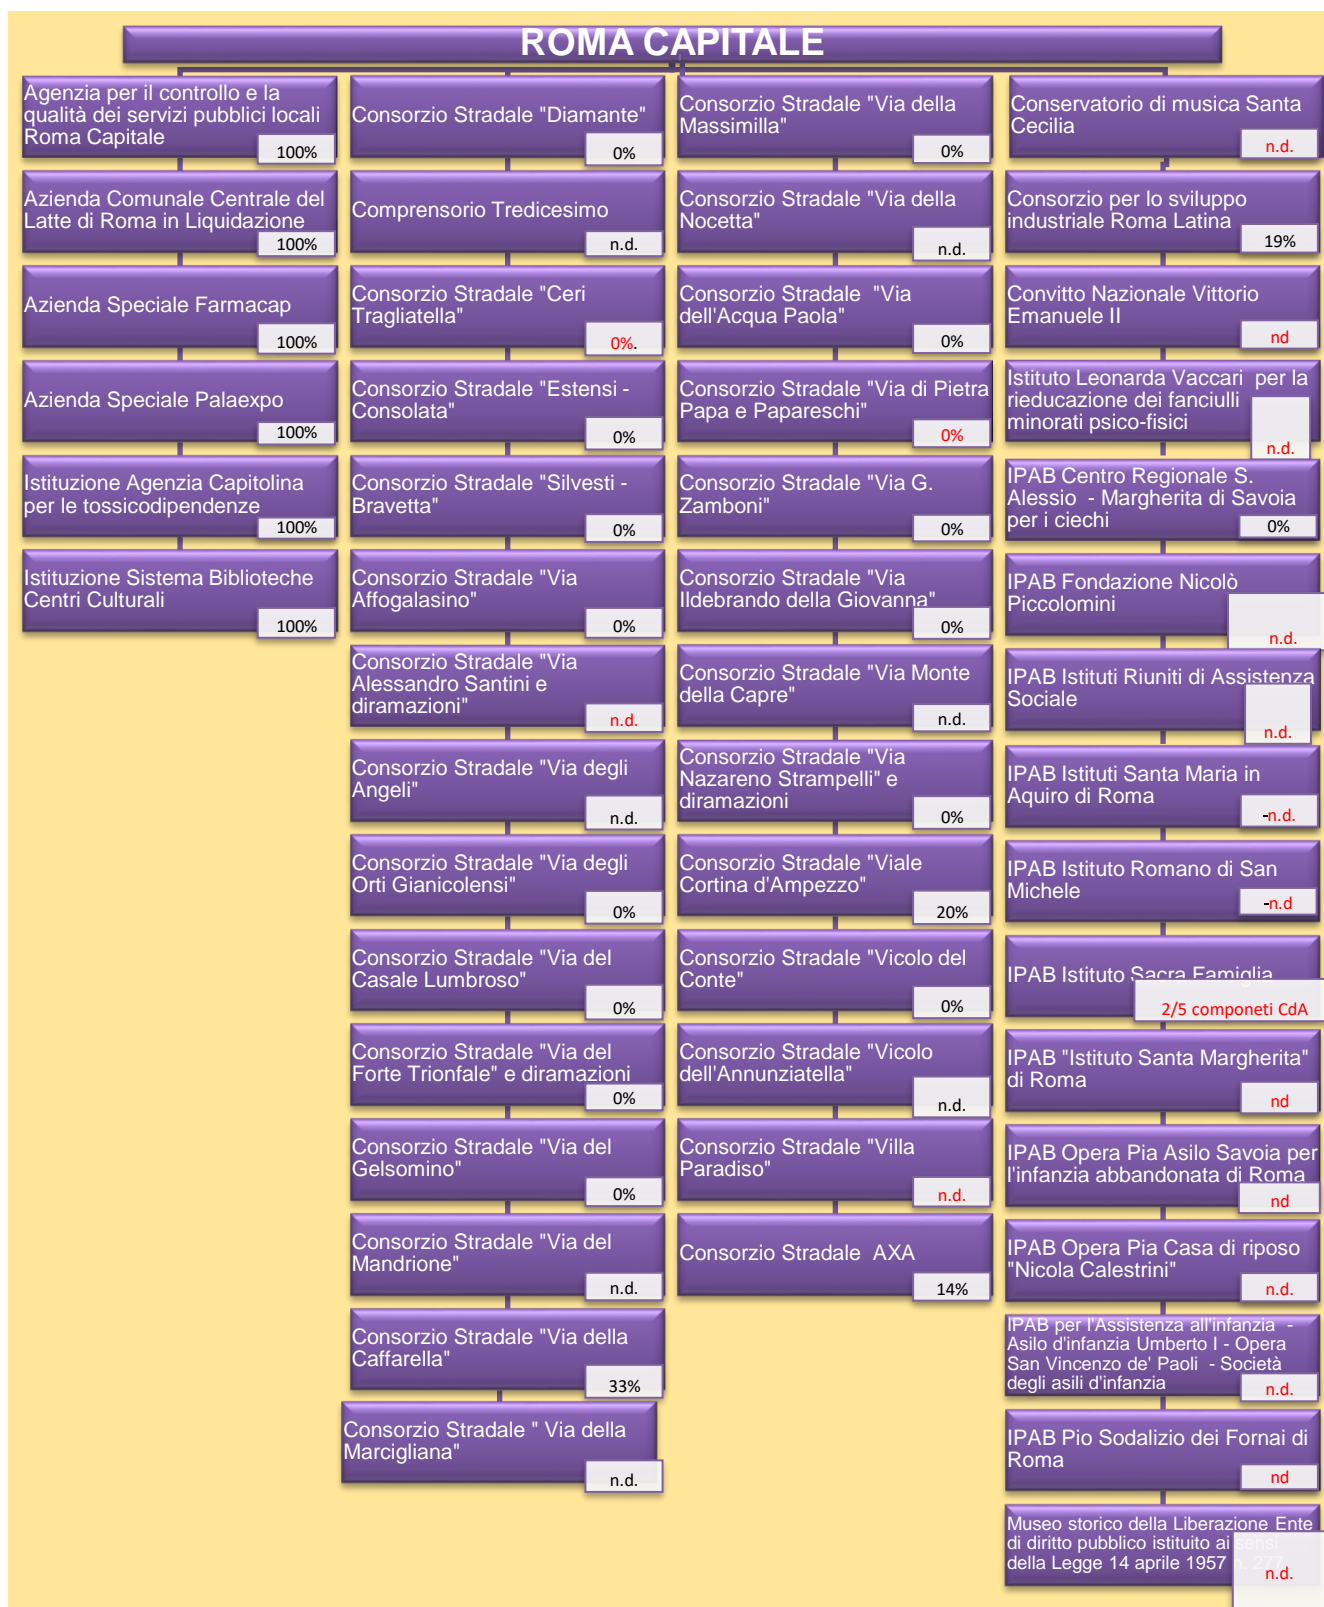 ROMA CAPITALE
Agenzia per il controllo e la
qualità dei servizi pubblici locali
Roma Capitale
100%
Azienda Comunale Centrale del
Latte di Roma in Liquidazione
100%
Azienda Speciale Farmacap
100%
Azienda Speciale Palaexpo
100%
Istituzione Agenzia Capitolina
per le tossicodipendenze
100%
Istituzione Sistema Biblioteche
Centri Culturali
100%
Consorzio Stradale "Diamante"
0%
Comprensorio Tredicesimo
n.d.
Consorzio Stradale "Ceri
Tragliatella"
0%.
Consorzio Stradale "Estensi -
Consolata"
0%
Consorzio Stradale "Silvesti -
Bravetta"
0%
Consorzio Stradale "Via
Affogalasino"
0%
Consorzio Stradale "Via
Alessandro Santini e
diramazioni"
n.d.
Consorzio Stradale "Via degli
Angeli"
n.d.
Consorzio Stradale "Via degli
Orti Gianicolensi"
0%
Consorzio Stradale "Via del
Casale Lumbroso"
0%
Consorzio Stradale "Via del
Forte Trionfale" e diramazioni
0%
Consorzio Stradale "Via del
Gelsomino"
0%
Consorzio Stradale "Via del
Mandrione"
n.d.
Consorzio Stradale "Via della
Caffarella"
33%
Consorzio Stradale " Via della
Marcigliana"
n.d.
Consorzio Stradale "Via della
Massimilla"
0%
Consorzio Stradale "Via della
Nocetta"
n.d.
Consorzio Stradale "Via
dell'Acqua Paola"
0%
Consorzio Stradale "Via di Pietra
Papa e Papareschi"
0%
Consorzio Stradale "Via G.
Zamboni"
0%
Consorzio Stradale "Via
Ildebrando della Giovanna"
0%
Consorzio Stradale "Via Monte
della Capre"
n.d.
Consorzio Stradale "Via
Nazareno Strampelli" e
diramazioni
0%
Consorzio Stradale "Viale
Cortina d'Ampezzo"
20%
Consorzio Stradale "Vicolo del
Conte"
0%
Consorzio Stradale "Vicolo
dell'Annunziatella"
n.d.
Consorzio Stradale "Villa
Paradiso"
n.d.
Consorzio Stradale AXA
14%
Conservatorio di musica Santa
Cecilia
n.d.
Consorzio per lo sviluppo
industriale Roma Latina
19%
Convitto Nazionale Vittorio
Emanuele II
nd
Istituto Leonarda Vaccari per la
rieducazione dei fanciulli
minorati psico-fisici
n.d.
IPAB Centro Regionale S.
Alessio - Margherita di Savoia
per i ciechi
0%
IPAB Fondazione Nicolò
Piccolomini
n.d.
IPAB Istituti Riuniti di Assistenza
Sociale
n.d.
IPAB Istituti Santa Maria in
Aquiro di Roma
-n.d.
IPAB Istituto Romano di San
Michele
-n.d
IPAB Istituto Sacra Famiglia
2/5 componeti CdA
IPAB "Istituto Santa Margherita"
di Roma
nd
IPAB Opera Pia Asilo Savoia per
l'infanzia abbandonata di Roma
nd
IPAB Opera Pia Casa di riposo
"Nicola Calestrini"
n.d.
IPAB per l'Assistenza all'infanzia -
Asilo d'infanzia Umberto I - Opera
San Vincenzo de' Paoli - Società
degli asili d'infanzia
n.d.
IPAB Pio Sodalizio dei Fornai di
Roma
nd
Museo storico della Liberazione Ente
di diritto pubblico istituito ai sensi
della Legge 14 aprile 1957 n. 277
n.d.